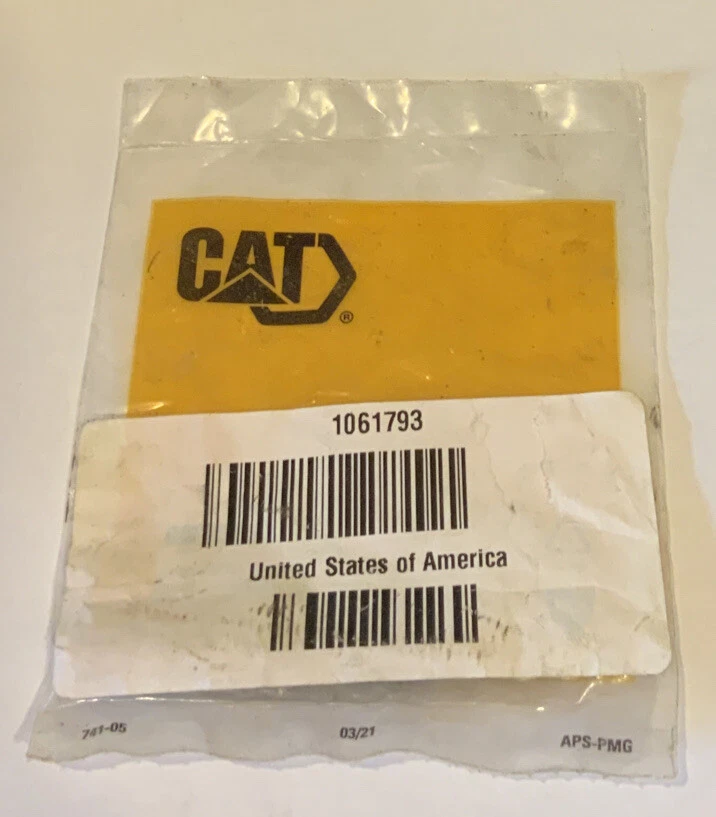 CAT
®
1061793
United States of America
741-05
03/21
APS-PMG